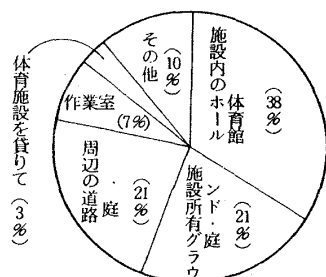 施設内のホール
体育館
(38%)
施設所有グラウ
ンド・庭
(21%)
周辺の道路
・庭
(21%)
作業室
(7%)
体育施設を貸りて(3%)
その他
(10%)